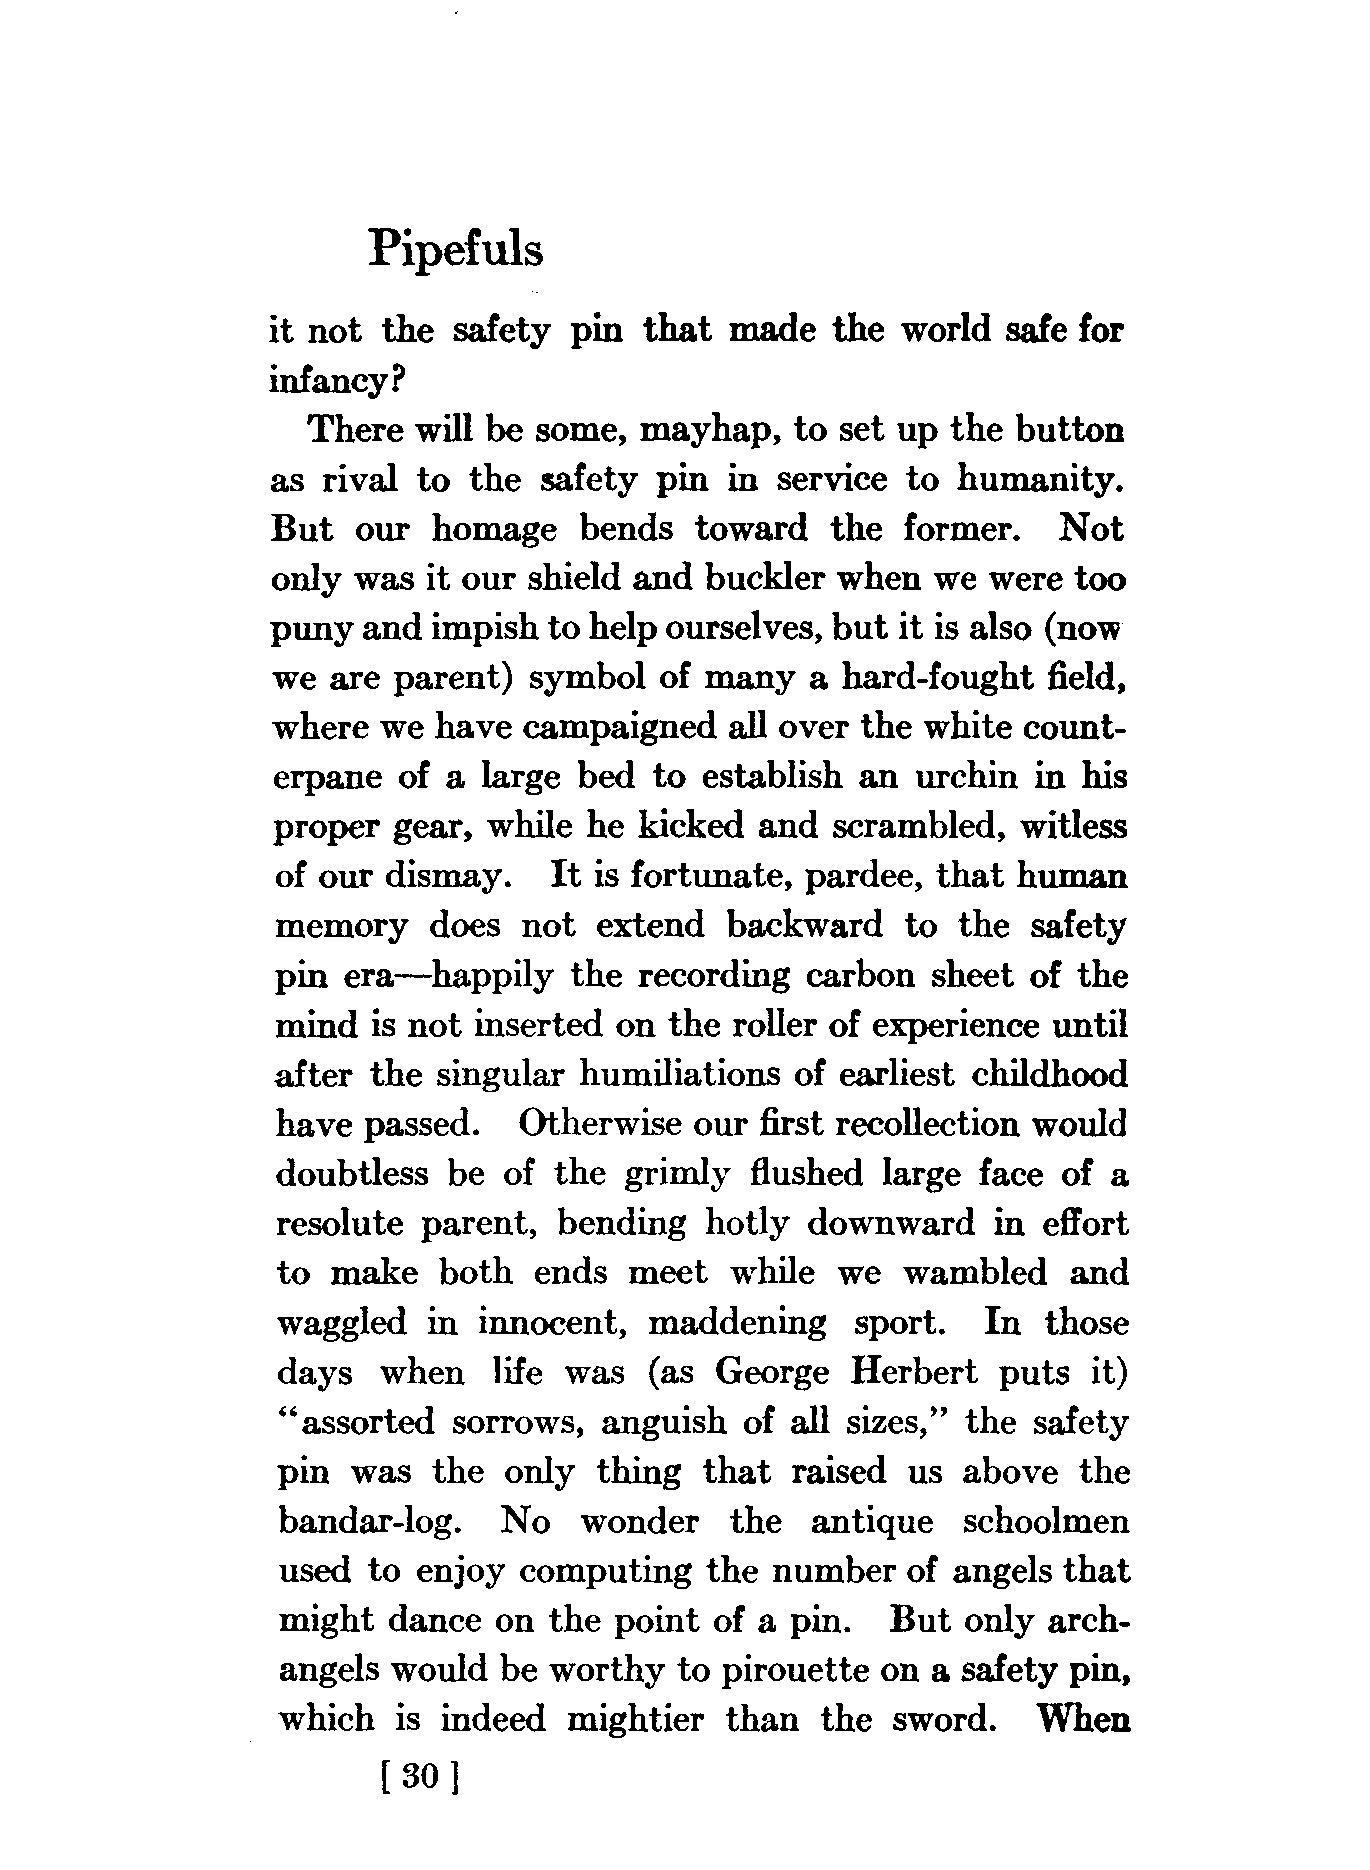 Pipefuls
it not the safety pin that made the world safe for
infancy?
There will be some, mayhap, to set up the button
as rival to the safety pin in service to humanity.
But our homage bends toward the former. Not
only was it our shield and buckler when we were too
puny and impish to help ourselves, but it is also (now
we are parent) symbol of many a hard-fought field,
where we have campaigned all over the white count-
erpane of a large bed to establish an urchin in his
proper gear, while he kicked and scrambled, witless
of our dismay. It is fortunate, pardee, that human
memory does not extend backward to the safety
pin era—happily the recording carbon sheet of the
mind is not inserted on the roller of experience until
after the singular humiliations of earliest childhood
have passed. Otherwise our first recollection would
doubtless be of the grimly flushed large face of a
resolute parent, bending hotly downward in effort
to make both ends meet while we wambled and
waggled in innocent, maddening sport. In those
days when life was (as George Herbert puts it)
“assorted sorrows, anguish of all sizes,” the safety
pin was the only thing that raised us above the
bandar-log. No wonder the antique schoolmen
used to enjoy computing the number of angels that
might dance on the point of a pin. But only arch-
angels would be worthy to pirouette on a safety pin,
which is indeed mightier than the sword. When
[ 30 ]